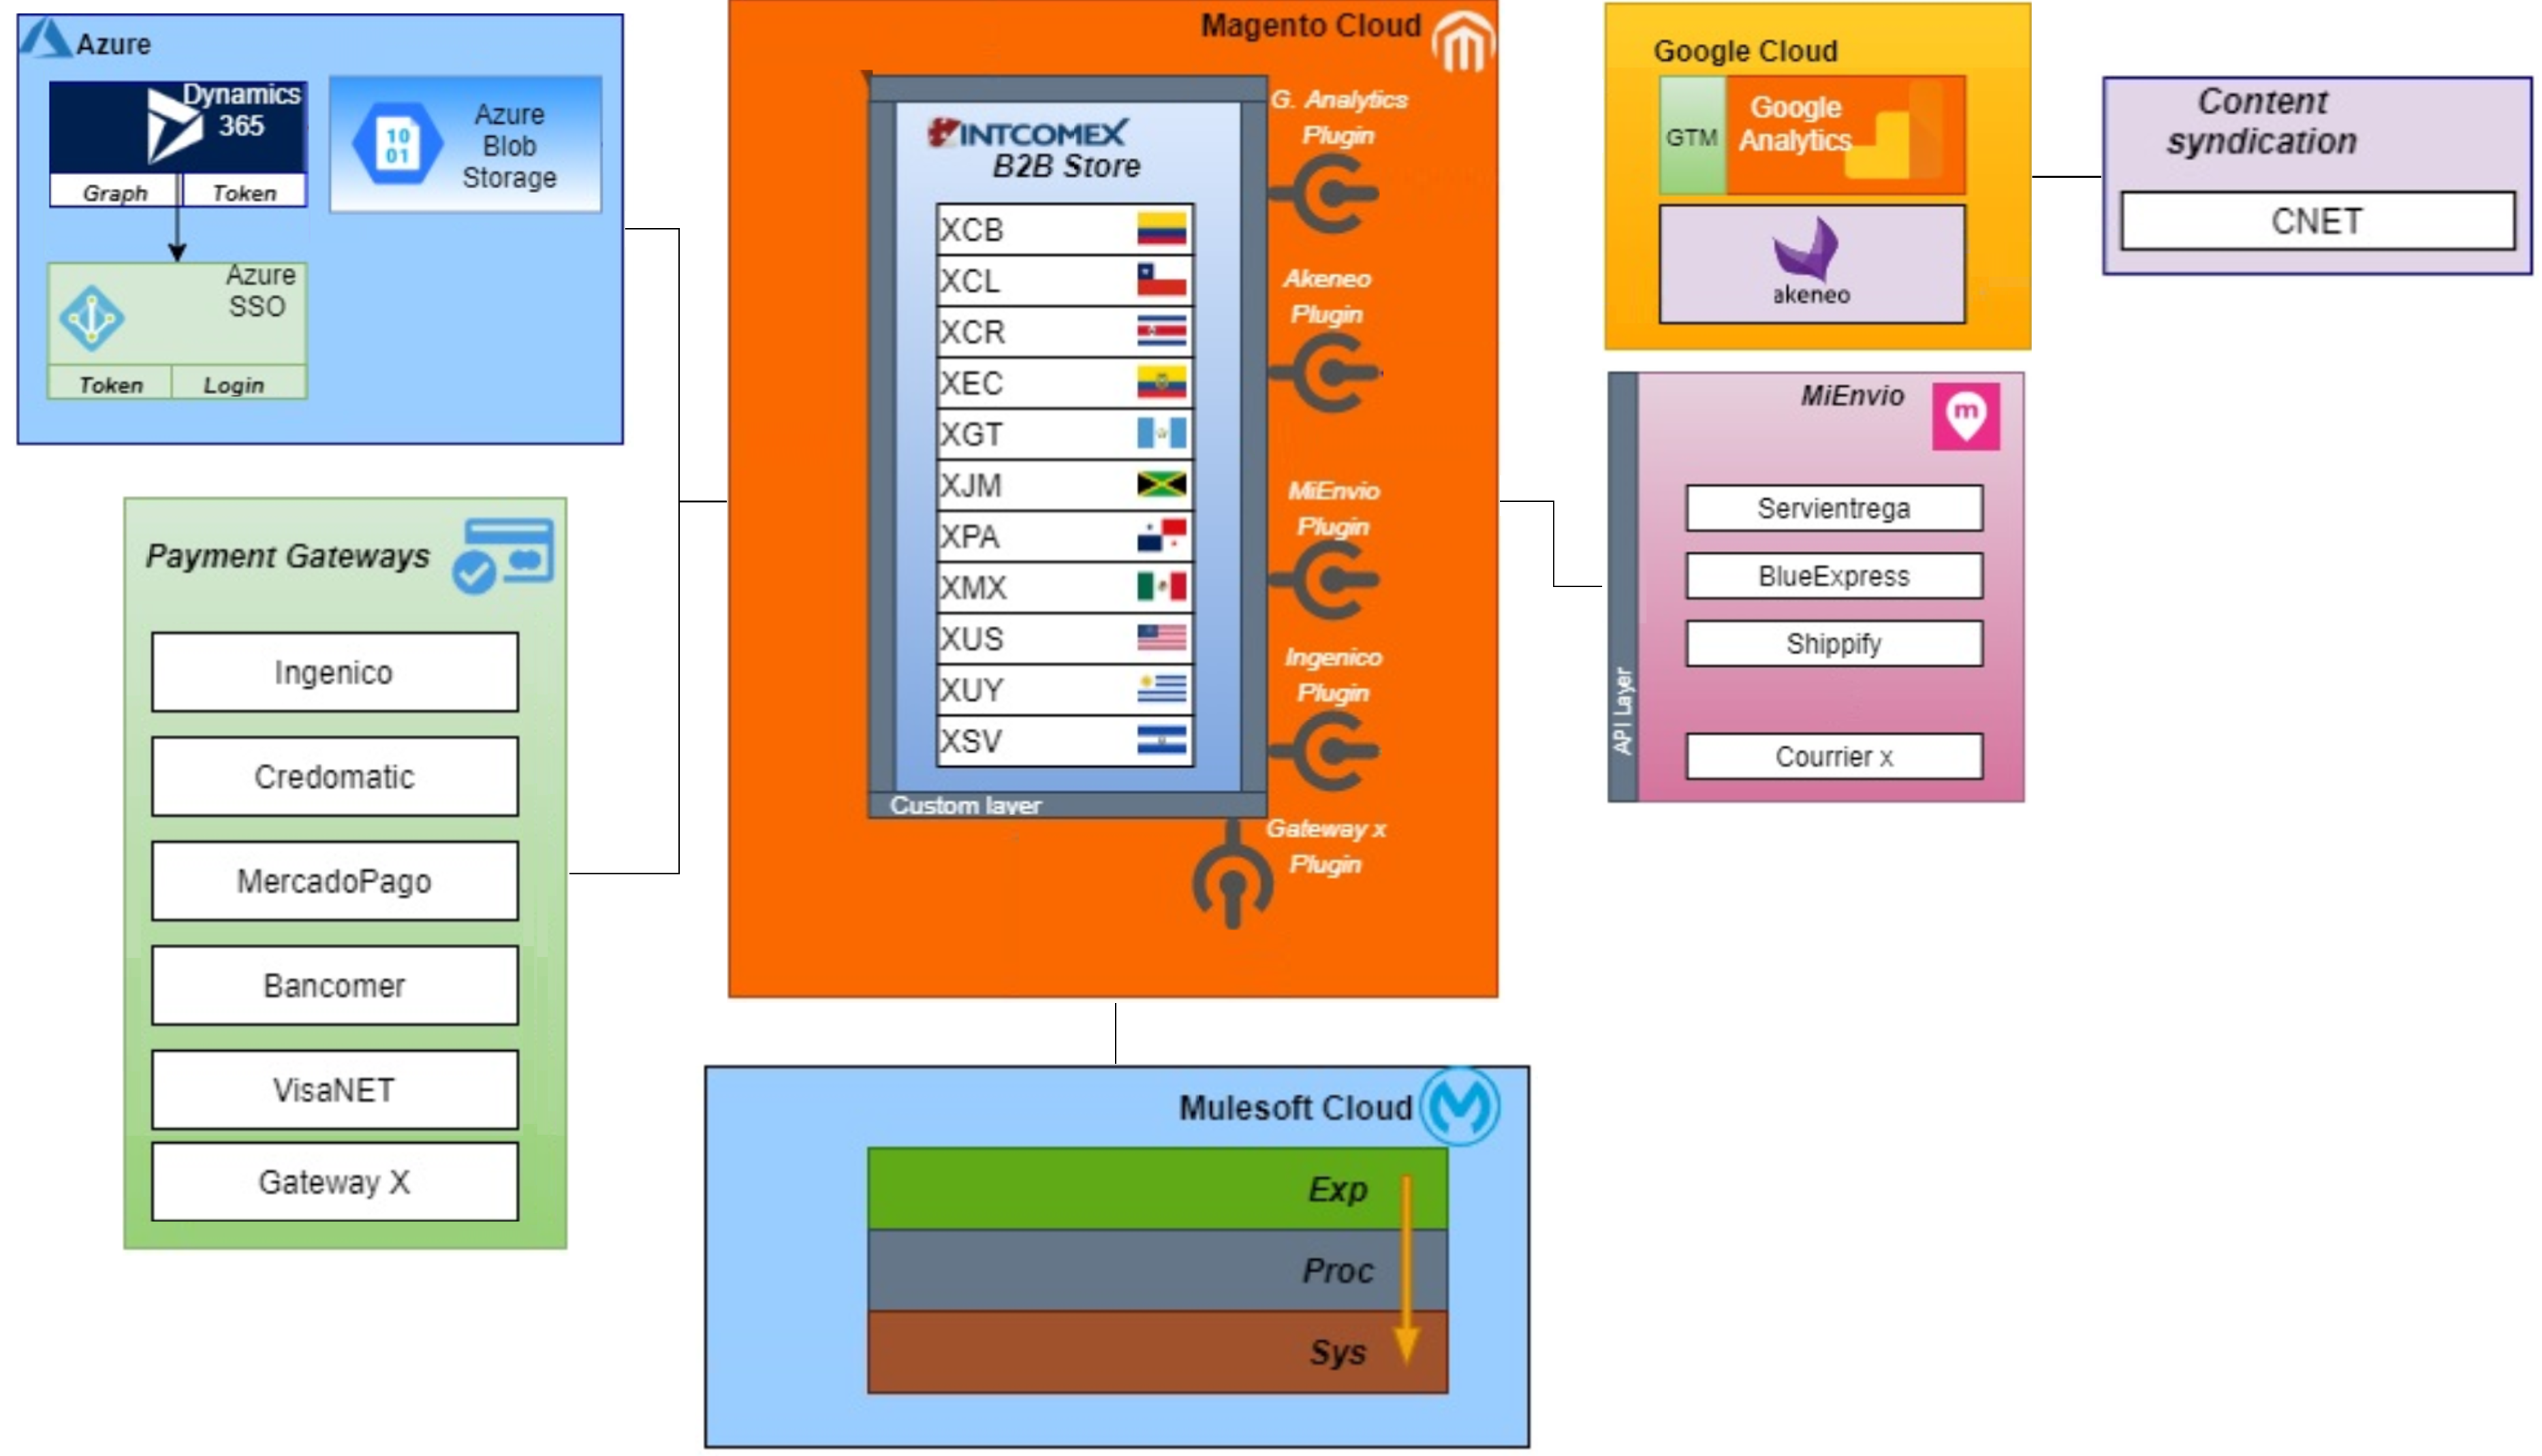 Azure
Dynamics
365
Graph
Token
Azure
Blob
Storage
10
01
Azure
SSO
Token
Login
Payment Gateways
Ingenico
Credomatic
MercadoPago
Bancomer
VisaNET
Gateway X
Magento Cloud
INTCOMEX
B2B Store
XCB
XCL
XCR
XEC
XGT
XJM
XPA
XMX
XUS
XUY
XSV
Custom layer
G. Analytics
Plugin
Akeneo
Plugin
MiEnvio
Plugin
Ingenico
Plugin
Gateway x
Plugin
Mulesoft Cloud
Exp
Proc
Sys
Google Cloud
GTM
Google
Analytics
akeneo
Content
syndication
CNET
MiEnvio
m
Servientrega
BlueExpress
Shippify
Courrier x
API Layer